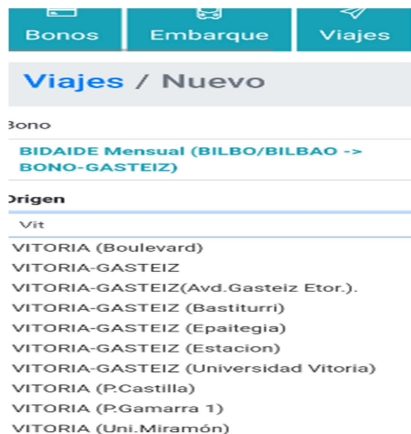 Bonos Embarque Viajes
Viajes / Nuevo
Bono
BIDAIDE Mensual (BILBO/BILBAO ->
BONO-GASTEIZ)
Origen
Vit
VITORIA (Boulevard)
VITORIA-GASTEIZ
VITORIA-GASTEIZ(Avd.Gasteiz Etor.).
VITORIA-GASTEIZ (Bastiturri)
VITORIA-GASTEIZ (Epaitegia)
VITORIA-GASTEIZ (Estacion)
VITORIA-GASTEIZ (Universidad Vitoria)
VITORIA (P.Castilla)
VITORIA (P.Gamarra 1)
VITORIA (Uni.Miramón)